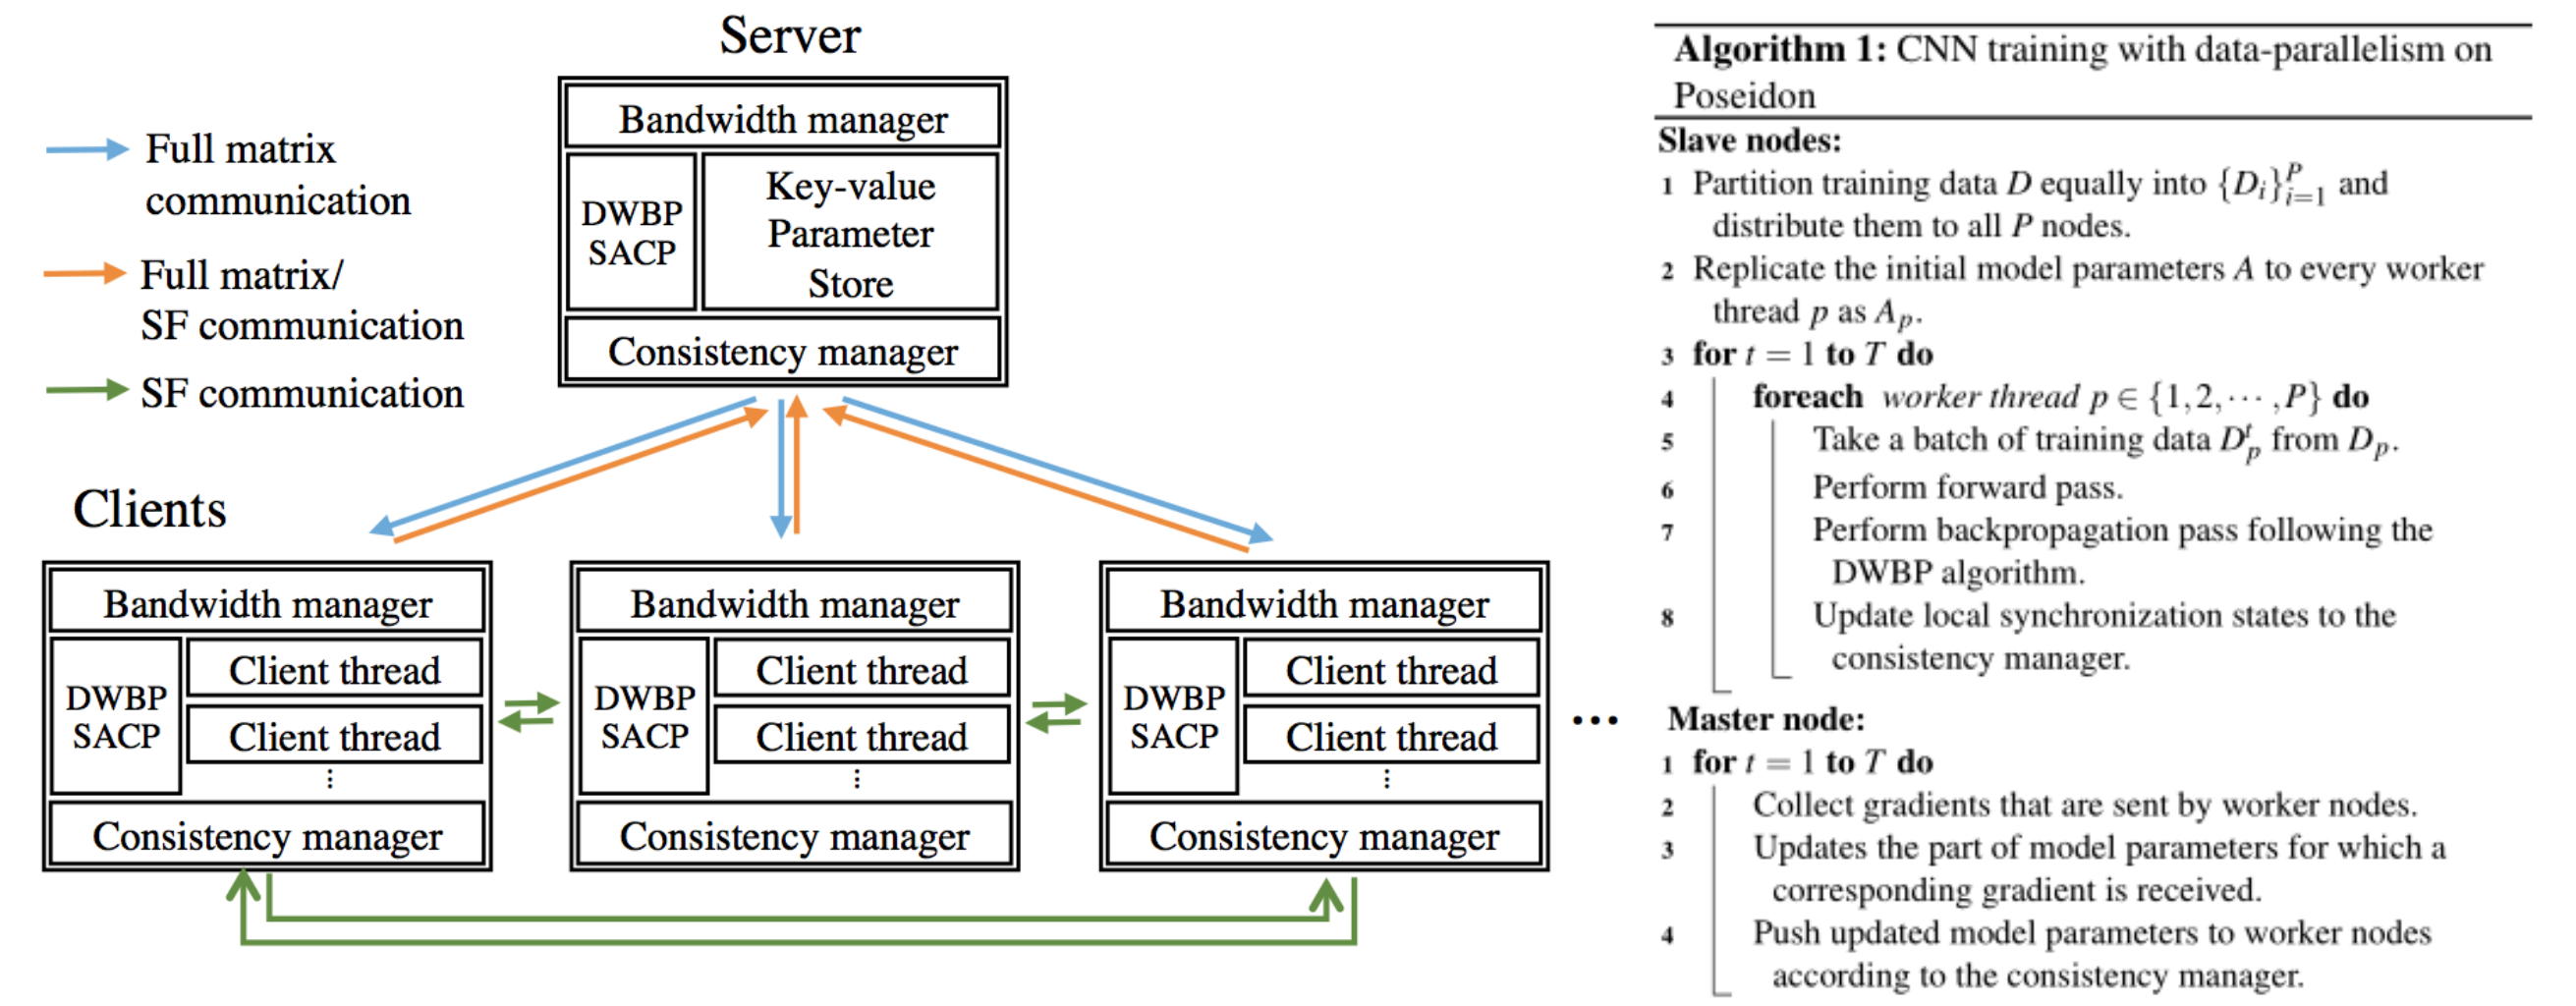 Server
Bandwidth manager
DWBP
SACP
Key-value
Parameter
Store
Consistency manager
Full matrix
communication
Full matrix/
SF communication
SF communication
Clients
Bandwidth manager
DWBP
SACP
Client thread
Client thread
⋮
Consistency manager
Bandwidth manager
DWBP
SACP
Client thread
Client thread
⋮
Consistency manager
Bandwidth manager
DWBP
SACP
Client thread
Client thread
⋮
Consistency manager
...
Algorithm 1: CNN training with data-parallelism on
Poseidon
Slave nodes:
1 Partition training data D equally into {D_i}_{i=1}^P and
distribute them to all P nodes.
2 Replicate the initial model parameters A to every worker
thread p as A_p.
3 for t = 1 to T do
4 foreach worker thread p ∈ {1,2,⋯,P} do
5 Take a batch of training data D_p^t from D_p.
6 Perform forward pass.
7 Perform backpropagation pass following the
DWBP algorithm.
8 Update local synchronization states to the
consistency manager.
Master node:
1 for t = 1 to T do
2 Collect gradients that are sent by worker nodes.
3 Updates the part of model parameters for which a
corresponding gradient is received.
4 Push updated model parameters to worker nodes
according to the consistency manager.